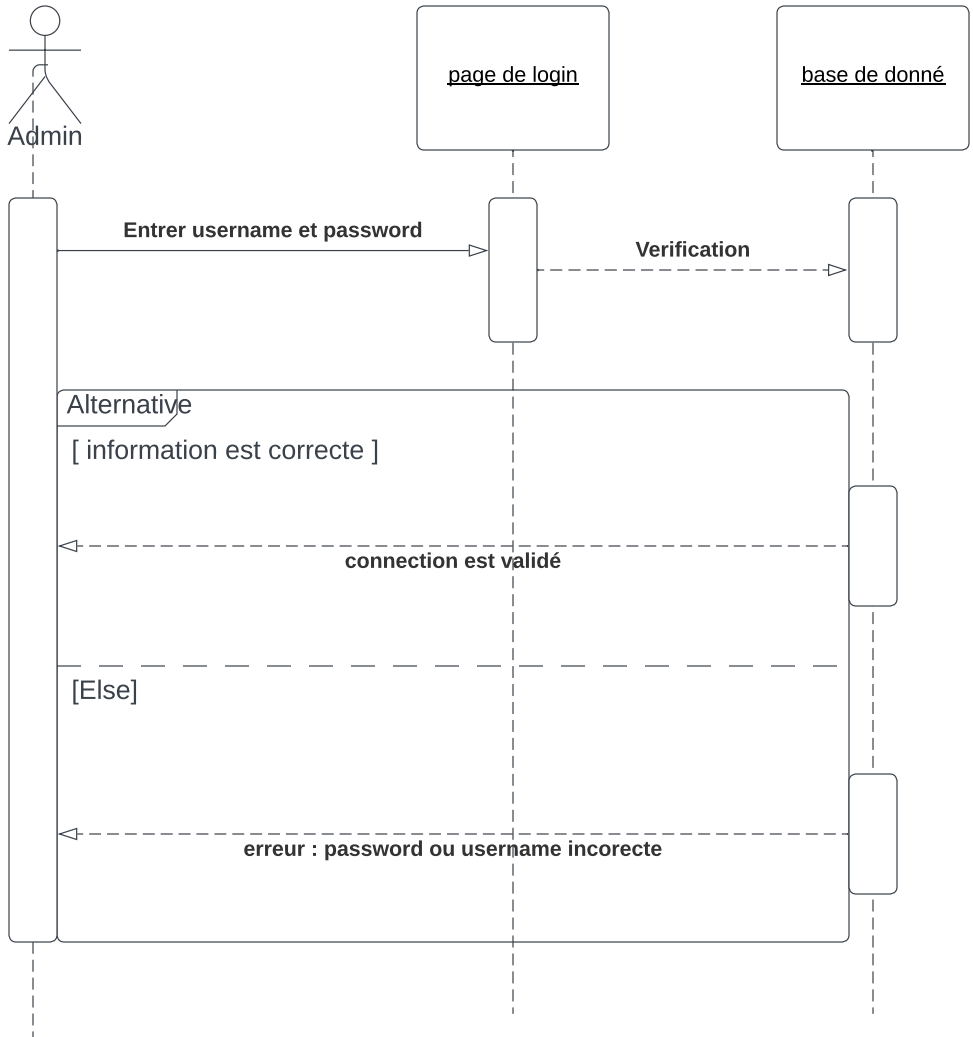 page de login
base de donné
Admin
Entrer username et password
Verification
Alternative
[ information est correcte ]
connection est validé
[Else]
erreur : password ou username incorecte